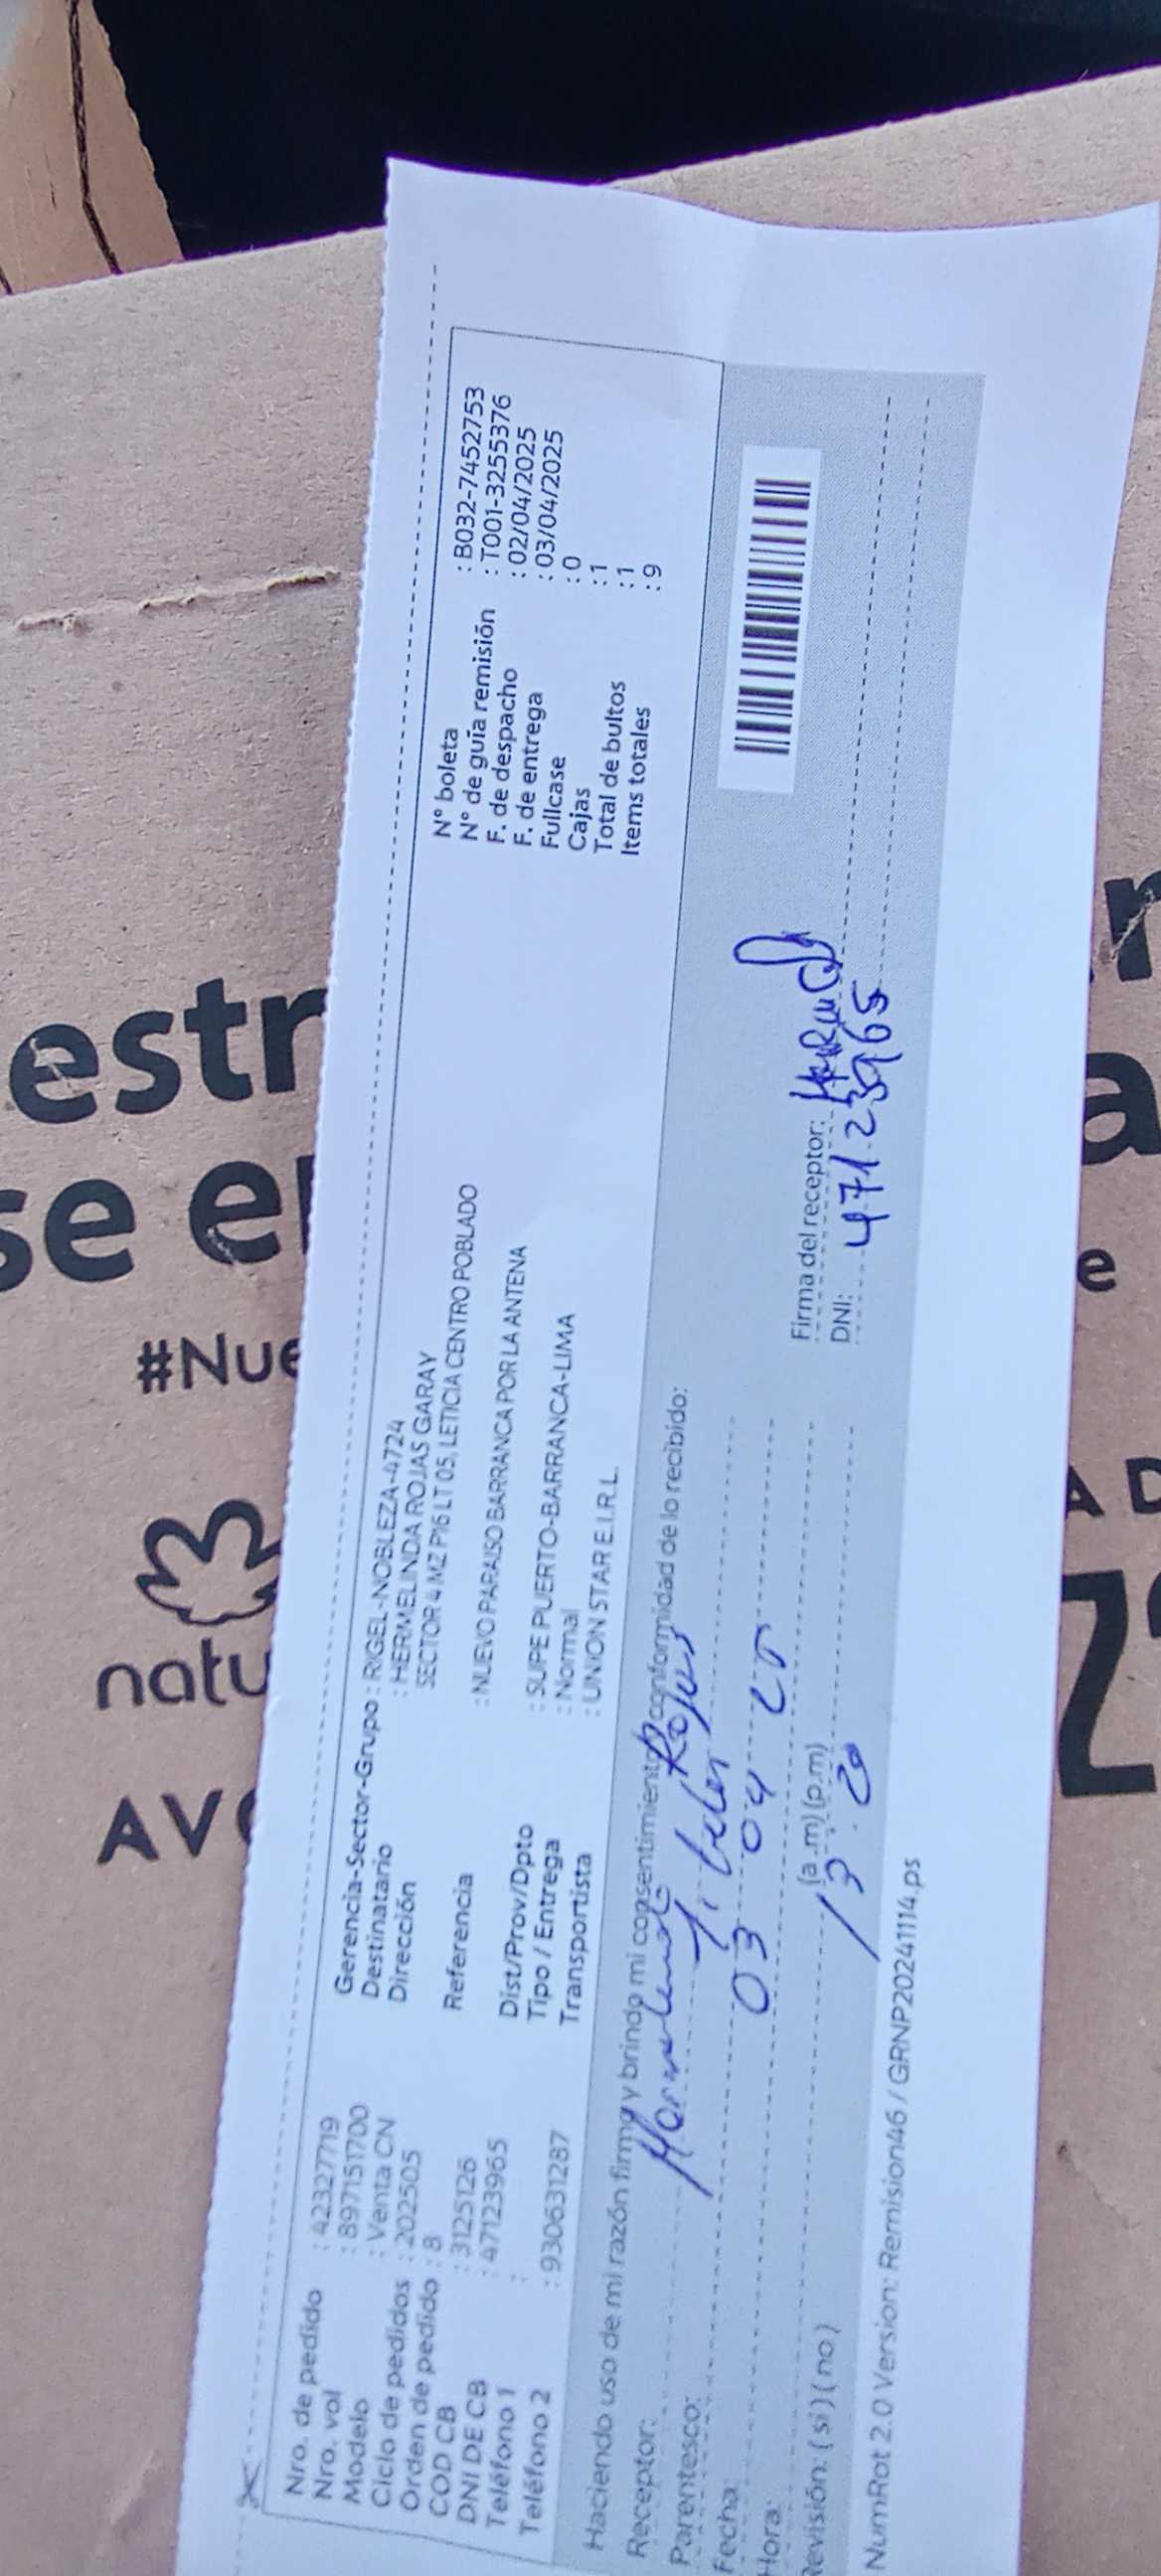 Nro. de pedido : 423277719
Nro. vol : 897151700
Modelo : Venta CN
Ciclo de pedidos : 202505
Orden de pedido : 8
COD CB : 3125126
DNI DE CB : 47123965
Teléfono 1 :
Teléfono 2 : 930631287
Gerencia-Sector-Grupo : RIGEL-NOBLEZA-4724
Destinatario : HERMELINDA ROJAS GARAY
Dirección SECTOR 4 MZ P16 LT 05, LETICIA CENTRO POBLADO
Referencia : NUEVO PARAISO BARRANCA POR LA ANTENA
Dist/Prov/Dpto : SUPE PUERTO-BARRANCA-LIMA
Tipo / Entrega : Normal
Transportista : UNION STAR E.I.R.L.
N° boleta : B032-7452753
N° de guía remisión : T001-3255376
F. de despacho : 02/04/2025
F. de entrega : 03/04/2025
Fullcase : 0
Cajas : 1
Total de bultos : 1
Items totales : 9
Haciendo uso de mi razón firmo y brindo mi consentimiento conformidad de lo recibido:
Receptor: Rojas
Parentesco: Titular
Fecha: 03 04 25
Hora: (a.m) (p.m) 13:20
Revisión: ( si ) ( no )
Firma del receptor:
DNI: 47123965
NumRot 2.0 Version: Remision46 / GRNP20241114.ps
estr
se e
#Nue
natu
AVO
a
e
A D